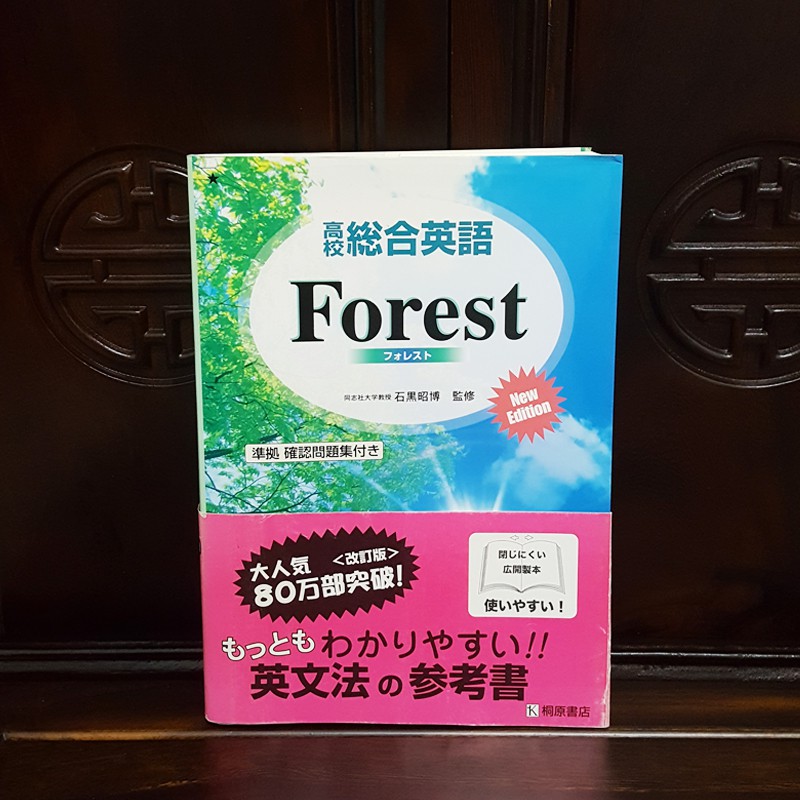 高校 総合英語
Forest
フォレスト
同志社大学教授 石黒昭博 監修
New
Edition
準拠 確認問題集付き
大人気 <改訂版>
80万部突破!
閉じにくい
広開製本
使いやすい!
もっとも わかりやすい!!
英文法の参考書
K 桐原書店